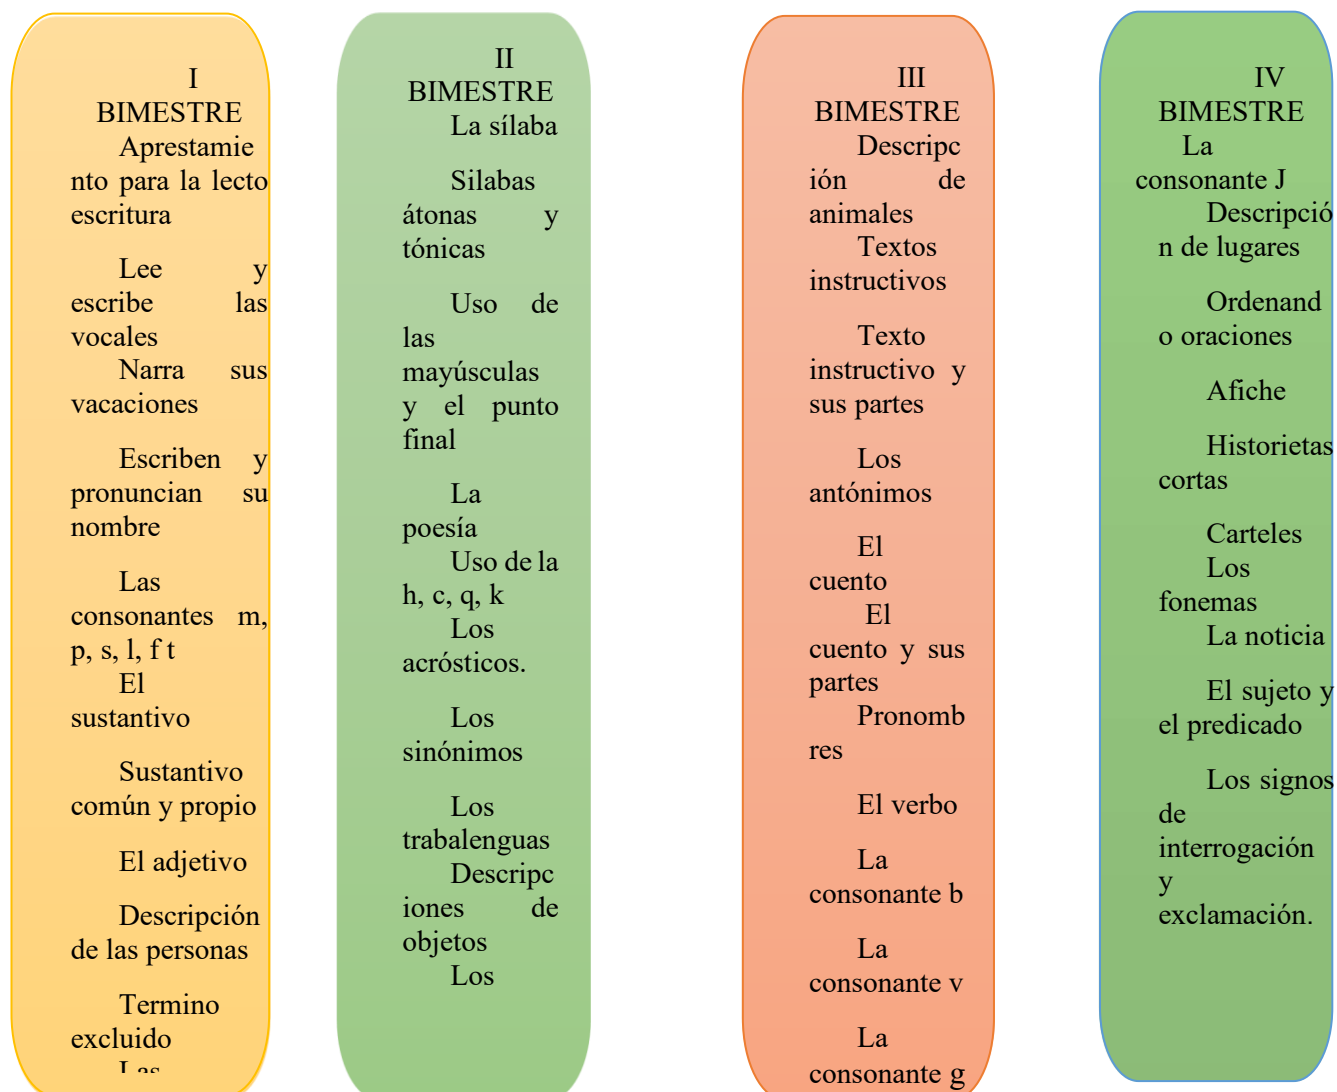 I
BIMESTRE
Aprestamie
nto para la lecto
escritura
Lee y
escribe las
vocales
Narra sus
vacaciones
Escriben y
pronuncian su
nombre
Las
consonantes m,
p, s, l, f t
El
sustantivo
Sustantivo
común y propio
El adjetivo
Descripción
de las personas
Termino
excluido
Las
II
BIMESTRE
La sílaba
Silabas
átonas y
tónicas
Uso de
las
mayúsculas
y el punto
final
La
poesía
Uso de la
h, c, q, k
Los
acrósticos.
Los
sinónimos
Los
trabalenguas
Descripc
iones de
objetos
Los
III
BIMESTRE
Descripc
ión de
animales
Textos
instructivos
Texto
instructivo y
sus partes
Los
antónimos
El
cuento
El
cuento y sus
partes
Pronomb
res
El verbo
La
consonante b
La
consonante v
La
consonante g
IV
BIMESTRE
La
consonante J
Descripció
n de lugares
Ordenand
o oraciones
Afiche
Historietas
cortas
Carteles
Los
fonemas
La noticia
El sujeto y
el predicado
Los signos
de
interrogación
y
exclamación.